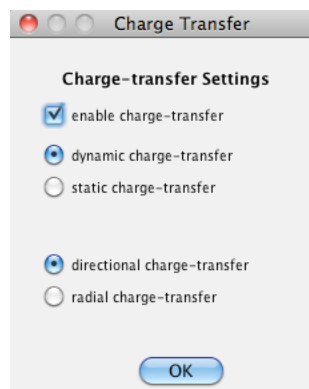 Charge Transfer
Charge-transfer Settings
enable charge-transfer
dynamic charge-transfer
static charge-transfer
directional charge-transfer
radial charge-transfer
OK